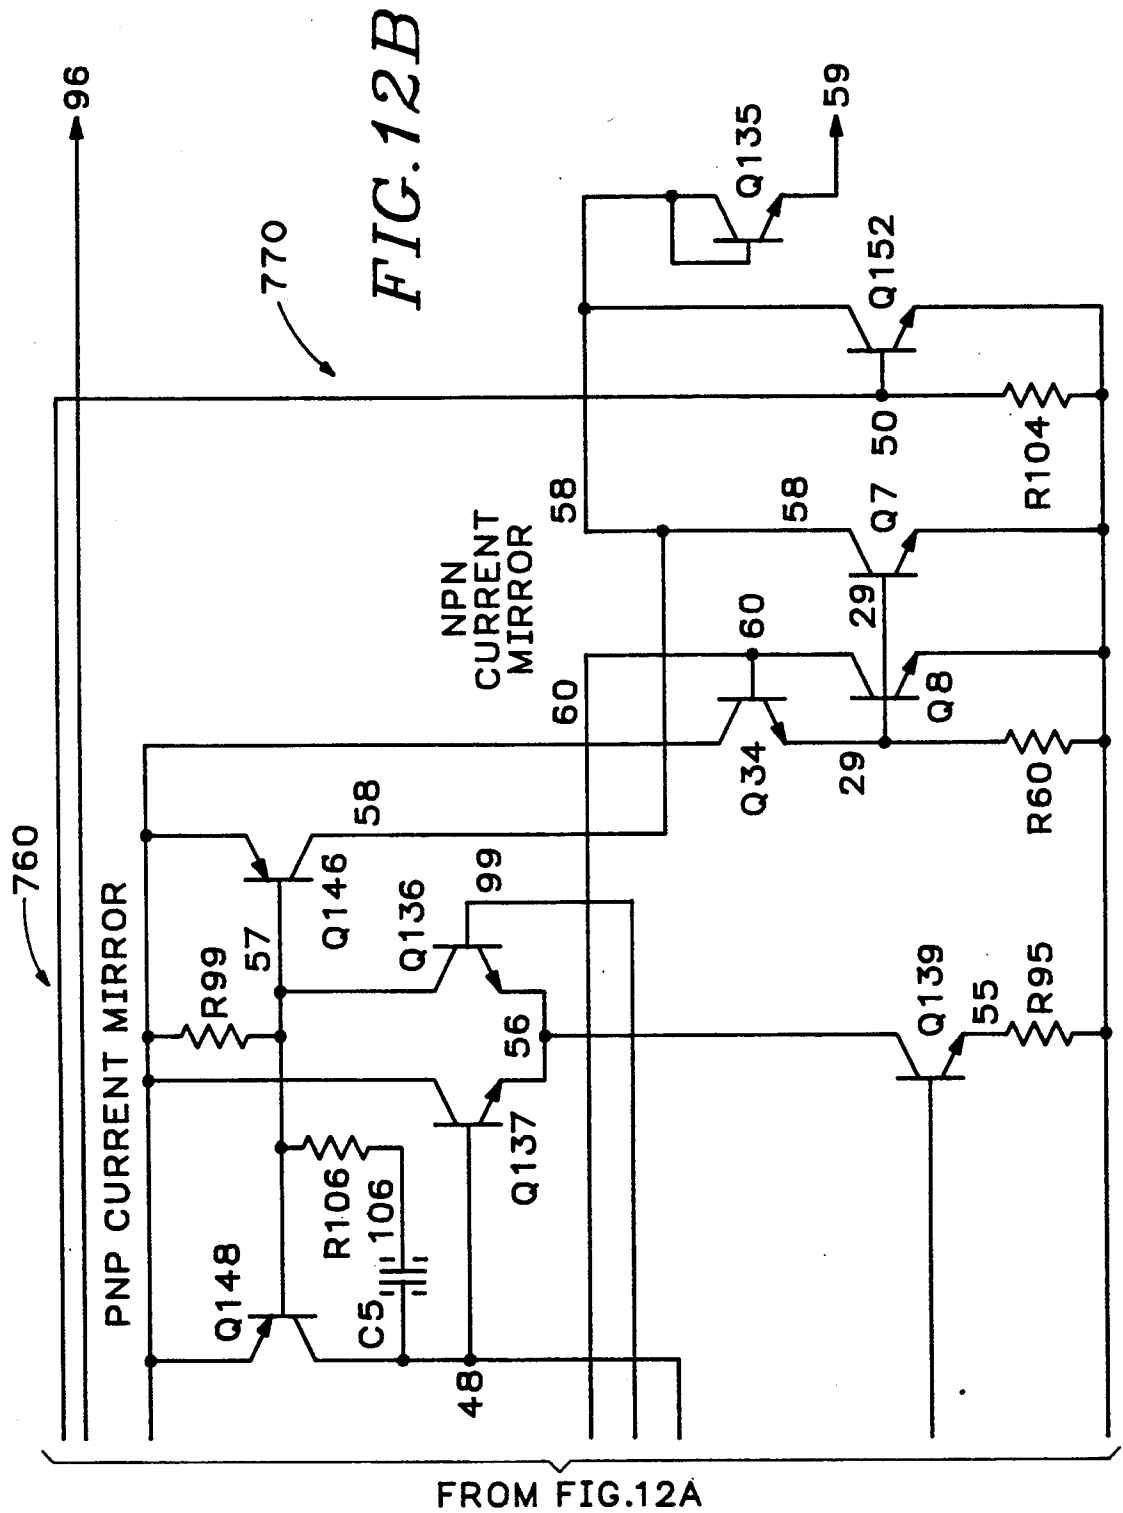 760
96
PNP CURRENT MIRROR
770
FIG.12B
Q148
R99
57
Q146
58
R106
106
C5
Q136
99
48
Q137
56
60
NPN
CURRENT
MIRROR
58
60
Q34
58
Q135
59
29
29
Q8
Q7
50
Q152
Q139
55
R95
R60
R104
FROM FIG.12A